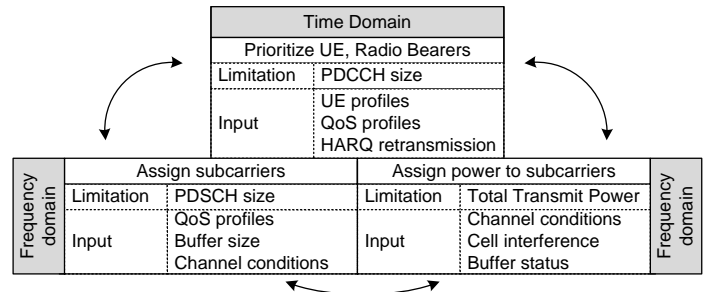 Time Domain
Prioritize UE, Radio Bearers
Limitation PDCCH size
Input
UE profiles
QoS profiles
HARQ retransmission
Frequency domain
Assign subcarriers
Limitation PDSCH size
Input
QoS profiles
Buffer size
Channel conditions
Assign power to subcarriers
Limitation Total Transmit Power
Input
Channel conditions
Cell interference
Buffer status
Frequency domain